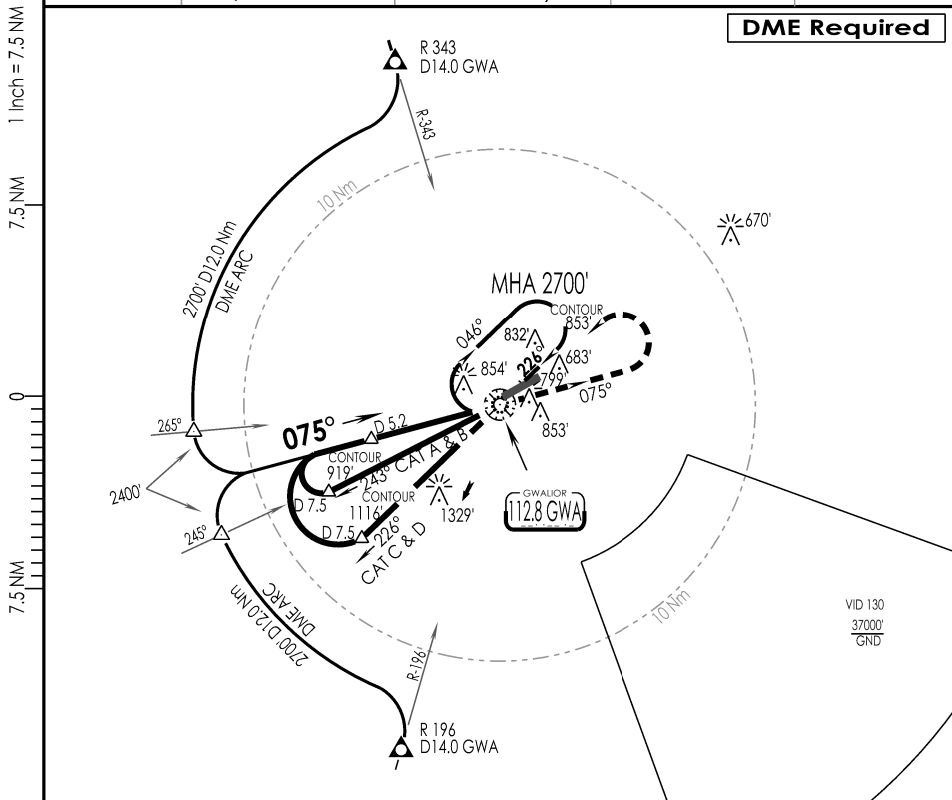 DME Required
1 Inch = 7.5 NM
7.5 NM
0
7.5 NM
R 343
D14.0 GWA
R-343
10 Nm
670'
2700' D12.0 Nm
DME ARC
MHA 2700'
CONTOUR
853'
832'
046°
226°
683'
854'
799'
075°
853'
265°
075°
D 5.2
CONTOUR
919'
243°
CAT A & B
D 7.5
CONTOUR
1116'
1329'
GWALIOR
112.8 GWA
2400'
245°
D 7.5
226°
CAT C & D
2700' D12.0 Nm
DME ARC
10 Nm
VID 130
37000'
GND
R-196
R 196
D14.0 GWA